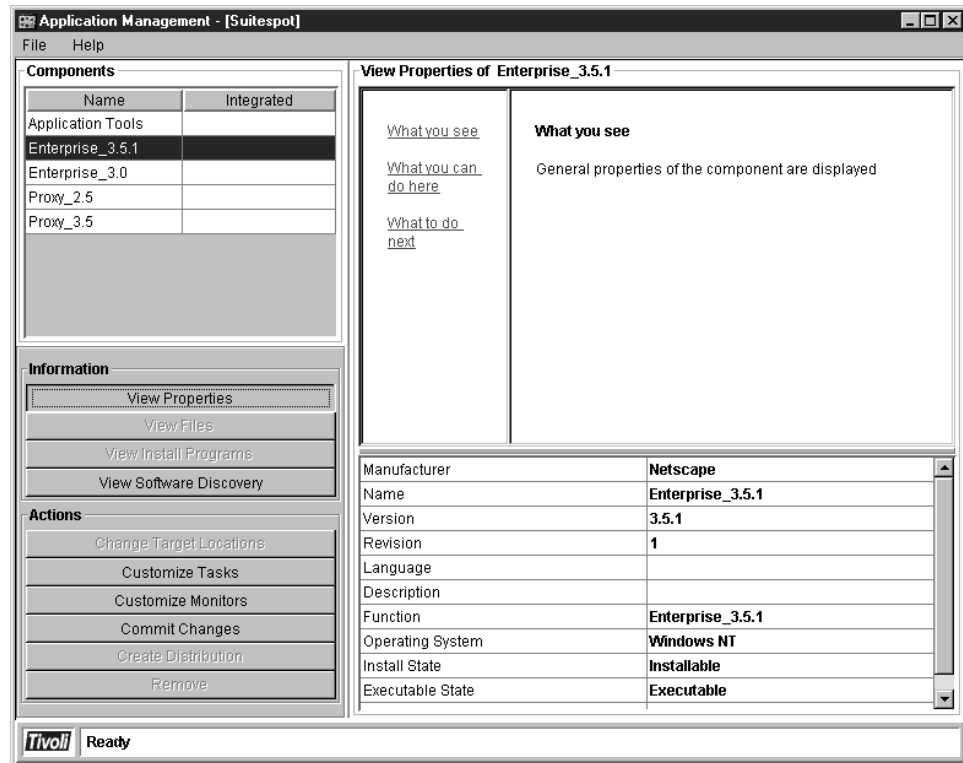 Application Management - [Suitespot]
File Help
Components
Name Integrated
Application Tools
Enterprise_3.5.1
Enterprise_3.0
Proxy_2.5
Proxy_3.5
Information
View Properties
View Files
View Install Programs
View Software Discovery
Actions
Change Target Locations
Customize Tasks
Customize Monitors
Commit Changes
Create Distribution
Remove
View Properties of Enterprise_3.5.1
What you see
What you can
do here
What to do
next
What you see
General properties of the component are displayed
Manufacturer Netscape
Name Enterprise_3.5.1
Version 3.5.1
Revision 1
Language
Description
Function Enterprise_3.5.1
Operating System Windows NT
Install State Installable
Executable State Executable
Tivoli Ready